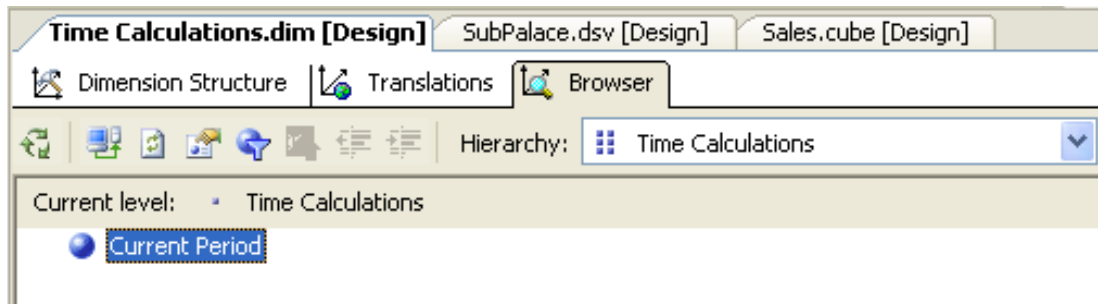 Time Calculations.dim [Design] SubPalace.dsv [Design] Sales.cube [Design]
Dimension Structure Translations Browser
Hierarchy: Time Calculations
Current level: Time Calculations
Current Period